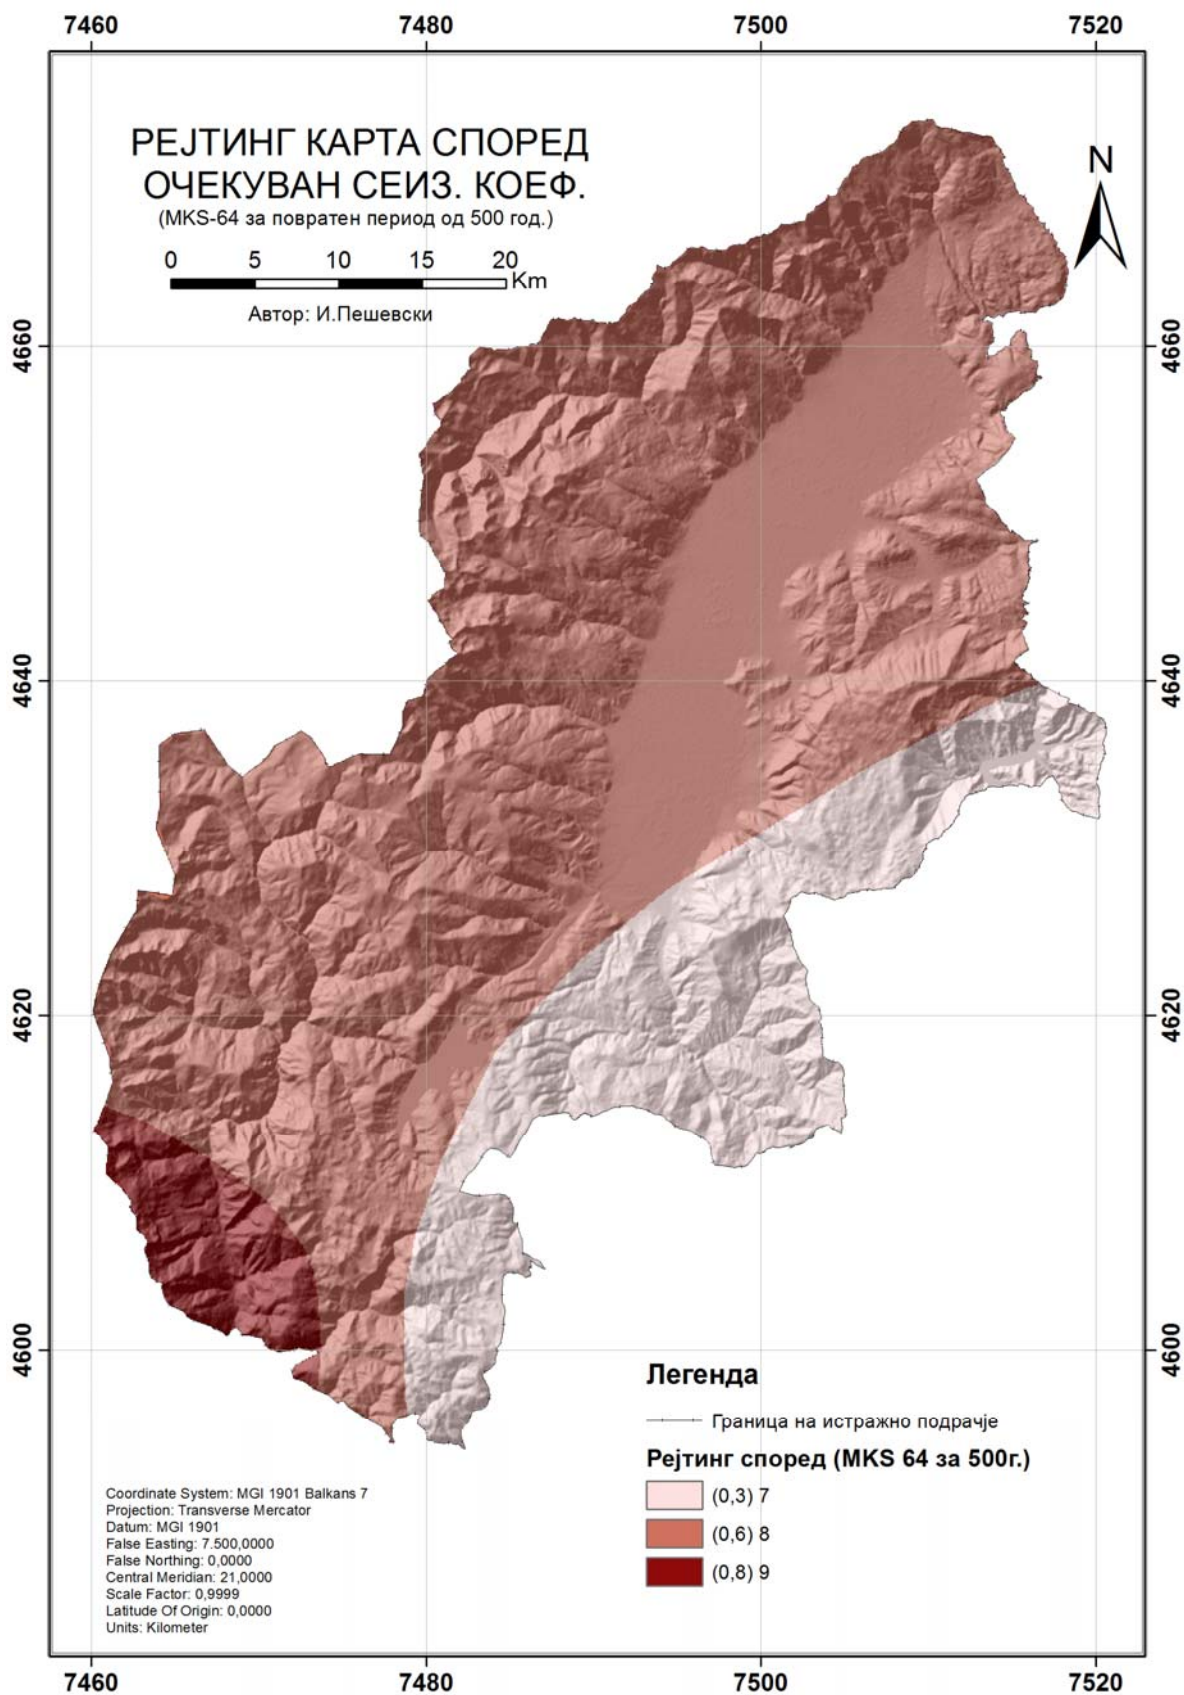 7460 7480 7500 7520
РЕЈТИНГ КАРТА СПОРЕД
ОЧЕКУВАН СЕИЗ. КОЕФ.
(MKS-64 за повратен период од 500 год.)
0 5 10 15 20
Km
Автор: И.Пешевски
N
4660 4660
4640 4640
4620 4620
4600 4600
Легенда
Граница на истражно подрачје
Рејтинг според (MKS 64 за 500г.)
(0,3) 7
(0,6) 8
(0,8) 9
Coordinate System: MGI 1901 Balkans 7
Projection: Transverse Mercator
Datum: MGI 1901
False Easting: 7.500,0000
False Northing: 0,0000
Central Meridian: 21,0000
Scale Factor: 0,9999
Latitude Of Origin: 0,0000
Units: Kilometer
7460 7480 7500 7520